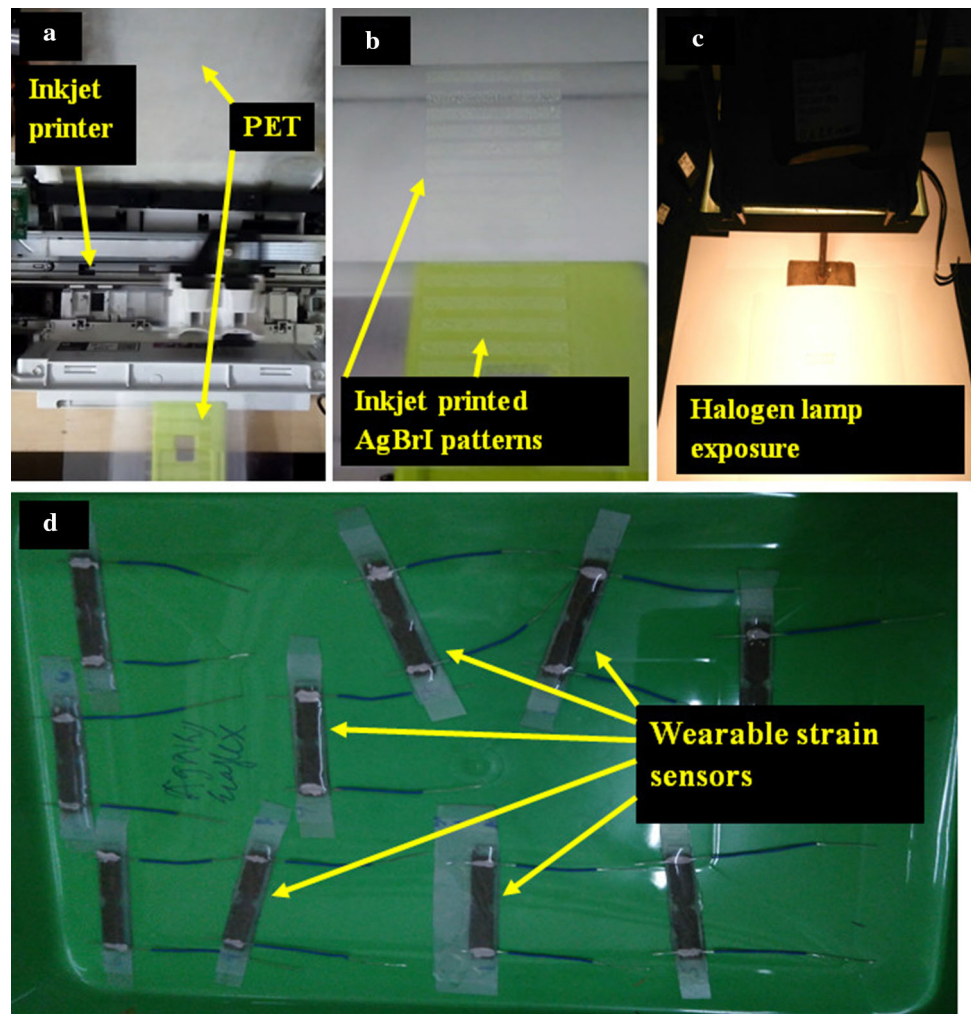 a
Inkjet
printer
PET
b
Inkjet printed
AgBrI patterns
c
Halogen lamp
exposure
d
Wearable strain
sensors